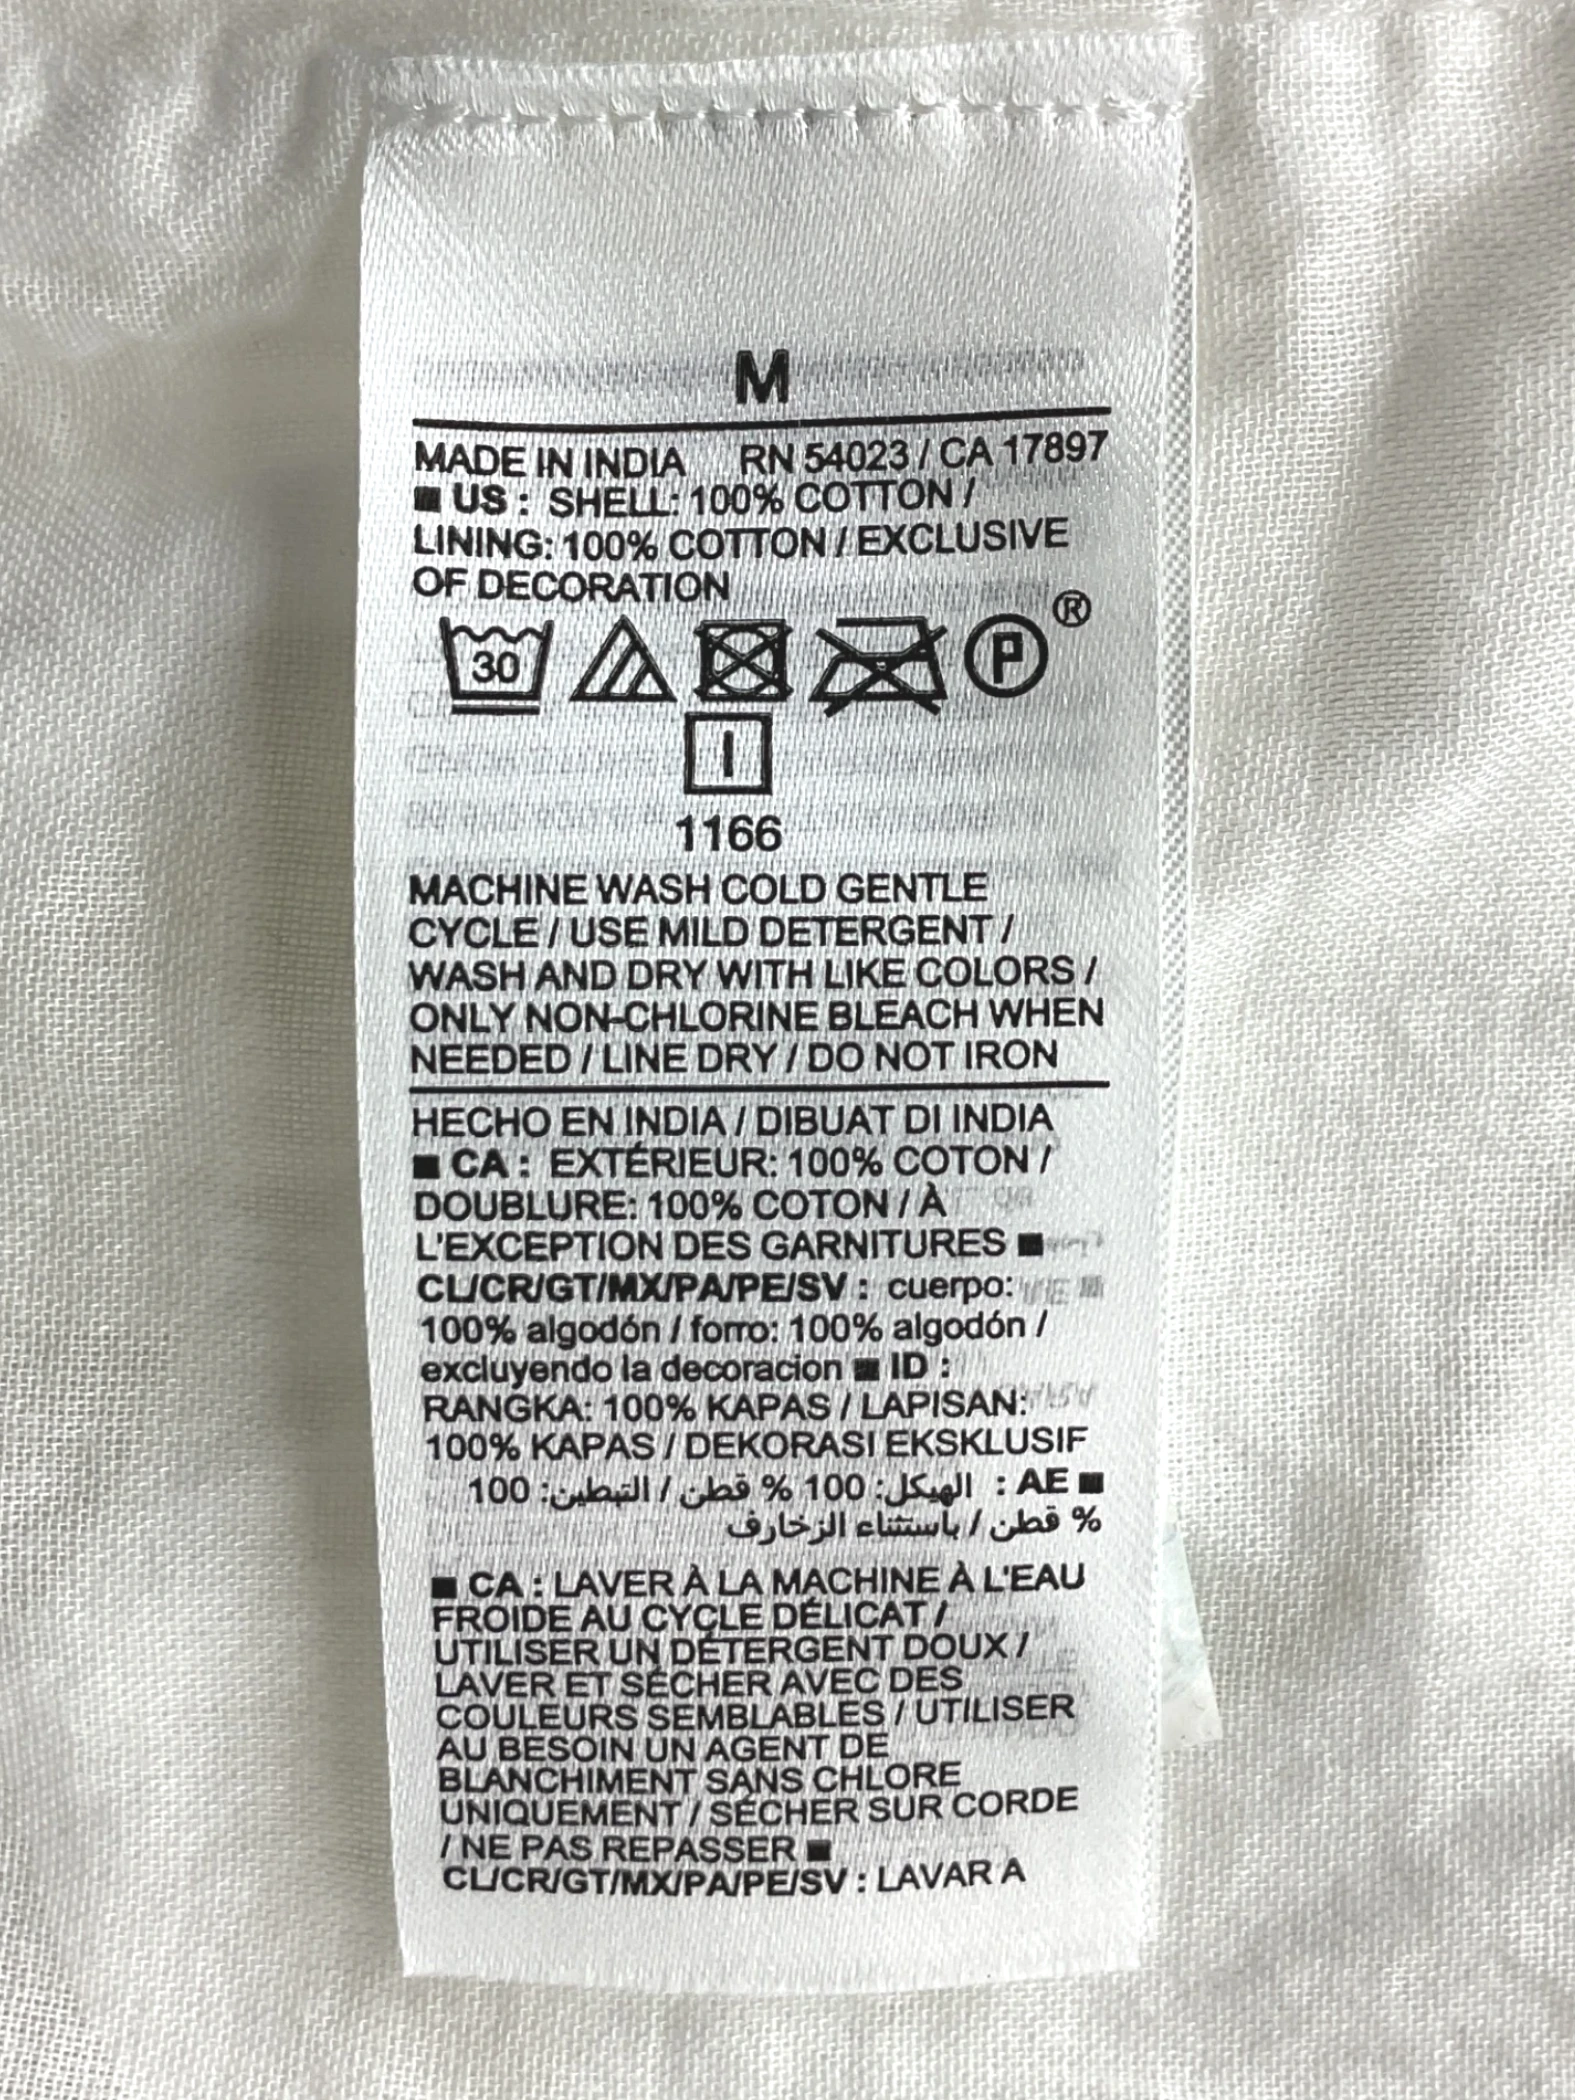 M
MADE IN INDIA RN 54023 / CA 17897
■ US : SHELL: 100% COTTON /
LINING: 100% COTTON / EXCLUSIVE
OF DECORATION
30 P ®
I
1166
MACHINE WASH COLD GENTLE
CYCLE / USE MILD DETERGENT /
WASH AND DRY WITH LIKE COLORS /
ONLY NON-CHLORINE BLEACH WHEN
NEEDED / LINE DRY / DO NOT IRON
HECHO EN INDIA / DIBUAT DI INDIA
■ CA : EXTÉRIEUR: 100% COTON /
DOUBLURE: 100% COTON / À
L'EXCEPTION DES GARNITURES ■
CL/CR/GT/MX/PA/PE/SV : cuerpo:
100% algodón / forro: 100% algodón /
excluyendo la decoracion ■ ID :
RANGKA: 100% KAPAS / LAPISAN:
100% KAPAS / DEKORASI EKSKLUSIF
■ AE : الهيكل: 100 % قطن / التبطين: 100
% قطن / باستثناء الزخارف
■ CA : LAVER À LA MACHINE À L'EAU
FROIDE AU CYCLE DÉLICAT /
UTILISER UN DÉTERGENT DOUX /
LAVER ET SÉCHER AVEC DES
COULEURS SEMBLABLES / UTILISER
AU BESOIN UN AGENT DE
BLANCHIMENT SANS CHLORE
UNIQUEMENT / SÉCHER SUR CORDE
/ NE PAS REPASSER ■
CL/CR/GT/MX/PA/PE/SV : LAVAR A